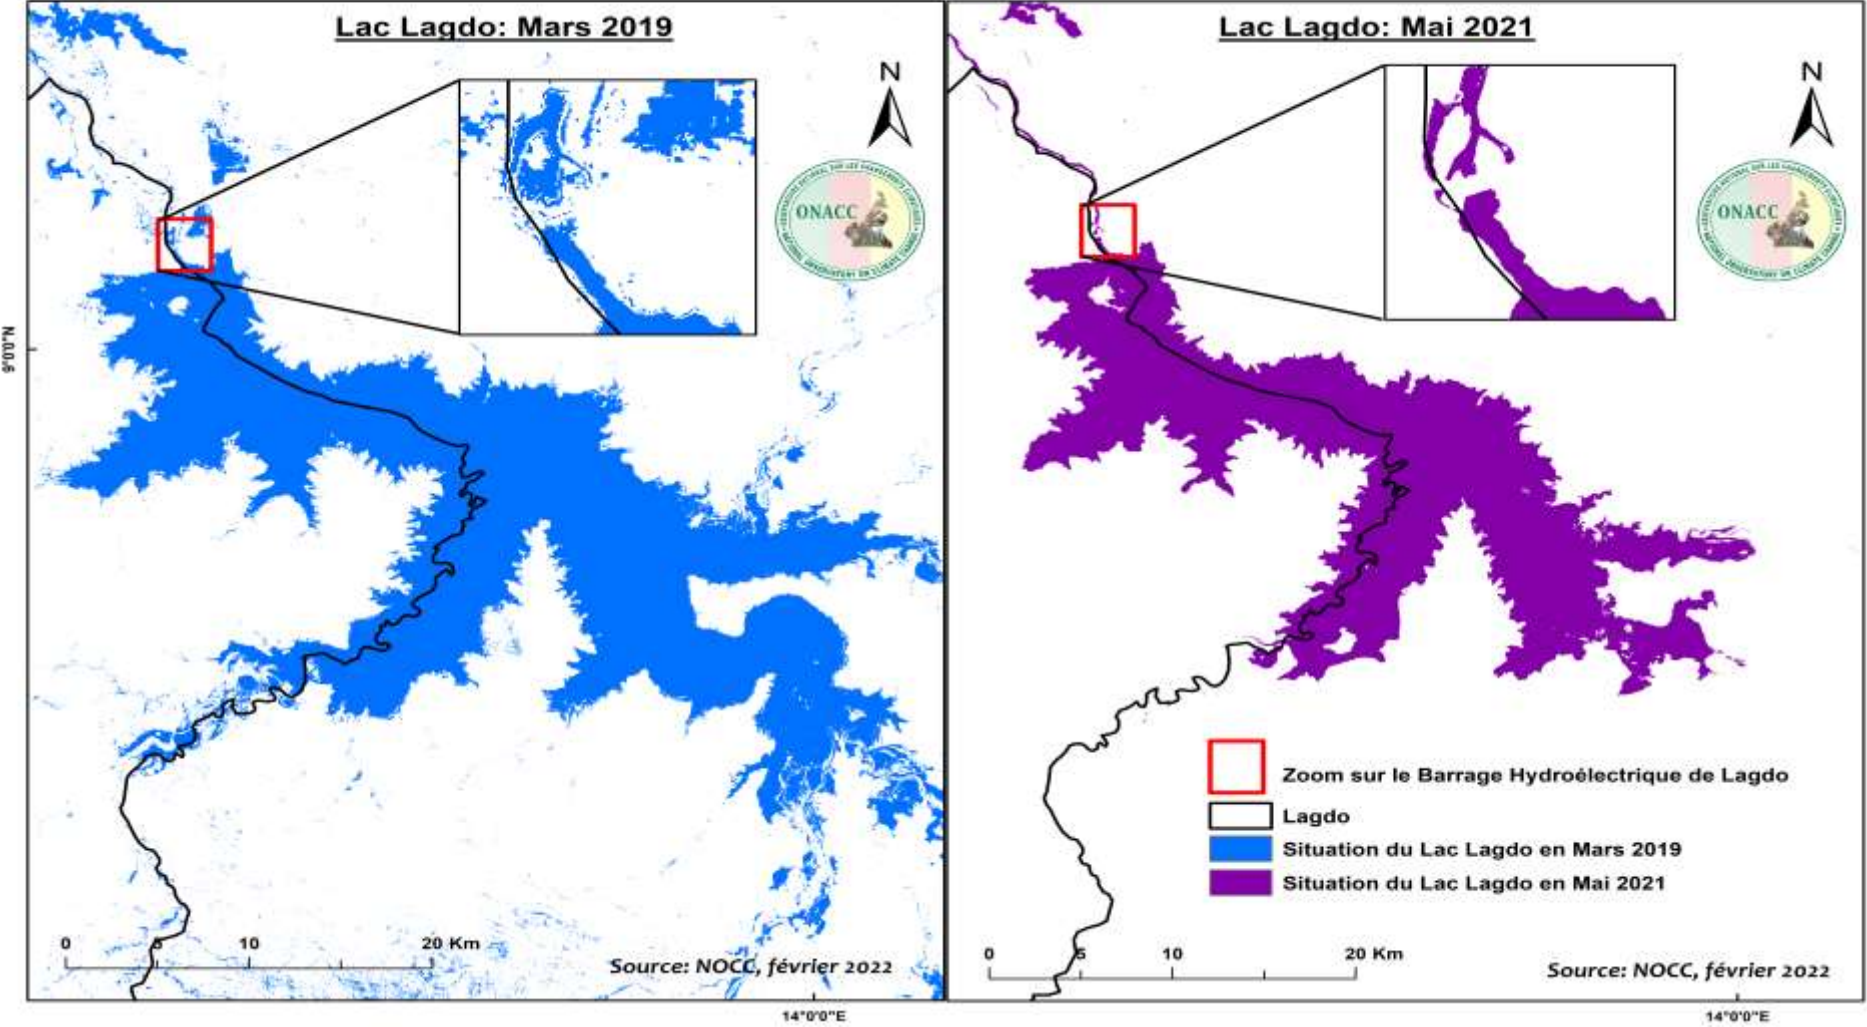 Lac Lagdo: Mars 2019
N
ONACC
9°0'0"N
0 5 10 20 Km
Source: NOCC, février 2022
14°0'0"E
Lac Lagdo: Mai 2021
N
ONACC
Zoom sur le Barrage Hydroélectrique de Lagdo
Lagdo
Situation du Lac Lagdo en Mars 2019
Situation du Lac Lagdo en Mai 2021
0 5 10 20 Km
Source: NOCC, février 2022
14°0'0"E